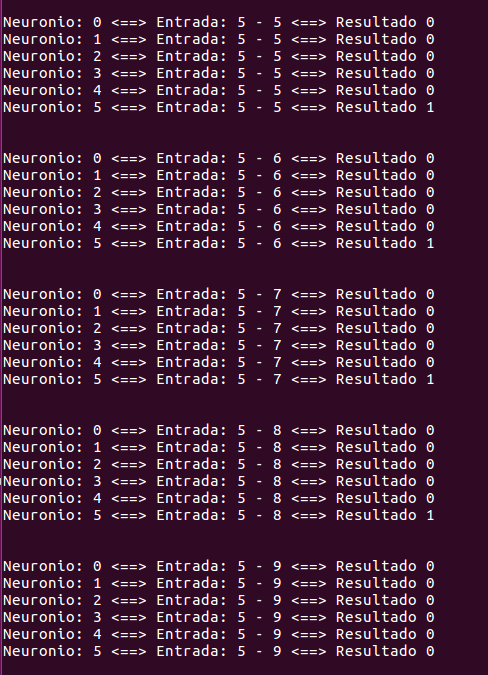 Neuronio: 0 <==> Entrada: 5 - 5 <==> Resultado 0
Neuronio: 1 <==> Entrada: 5 - 5 <==> Resultado 0
Neuronio: 2 <==> Entrada: 5 - 5 <==> Resultado 0
Neuronio: 3 <==> Entrada: 5 - 5 <==> Resultado 0
Neuronio: 4 <==> Entrada: 5 - 5 <==> Resultado 0
Neuronio: 5 <==> Entrada: 5 - 5 <==> Resultado 1
Neuronio: 0 <==> Entrada: 5 - 6 <==> Resultado 0
Neuronio: 1 <==> Entrada: 5 - 6 <==> Resultado 0
Neuronio: 2 <==> Entrada: 5 - 6 <==> Resultado 0
Neuronio: 3 <==> Entrada: 5 - 6 <==> Resultado 0
Neuronio: 4 <==> Entrada: 5 - 6 <==> Resultado 0
Neuronio: 5 <==> Entrada: 5 - 6 <==> Resultado 1
Neuronio: 0 <==> Entrada: 5 - 7 <==> Resultado 0
Neuronio: 1 <==> Entrada: 5 - 7 <==> Resultado 0
Neuronio: 2 <==> Entrada: 5 - 7 <==> Resultado 0
Neuronio: 3 <==> Entrada: 5 - 7 <==> Resultado 0
Neuronio: 4 <==> Entrada: 5 - 7 <==> Resultado 0
Neuronio: 5 <==> Entrada: 5 - 7 <==> Resultado 1
Neuronio: 0 <==> Entrada: 5 - 8 <==> Resultado 0
Neuronio: 1 <==> Entrada: 5 - 8 <==> Resultado 0
Neuronio: 2 <==> Entrada: 5 - 8 <==> Resultado 0
Neuronio: 3 <==> Entrada: 5 - 8 <==> Resultado 0
Neuronio: 4 <==> Entrada: 5 - 8 <==> Resultado 0
Neuronio: 5 <==> Entrada: 5 - 8 <==> Resultado 1
Neuronio: 0 <==> Entrada: 5 - 9 <==> Resultado 0
Neuronio: 1 <==> Entrada: 5 - 9 <==> Resultado 0
Neuronio: 2 <==> Entrada: 5 - 9 <==> Resultado 0
Neuronio: 3 <==> Entrada: 5 - 9 <==> Resultado 0
Neuronio: 4 <==> Entrada: 5 - 9 <==> Resultado 0
Neuronio: 5 <==> Entrada: 5 - 9 <==> Resultado 0